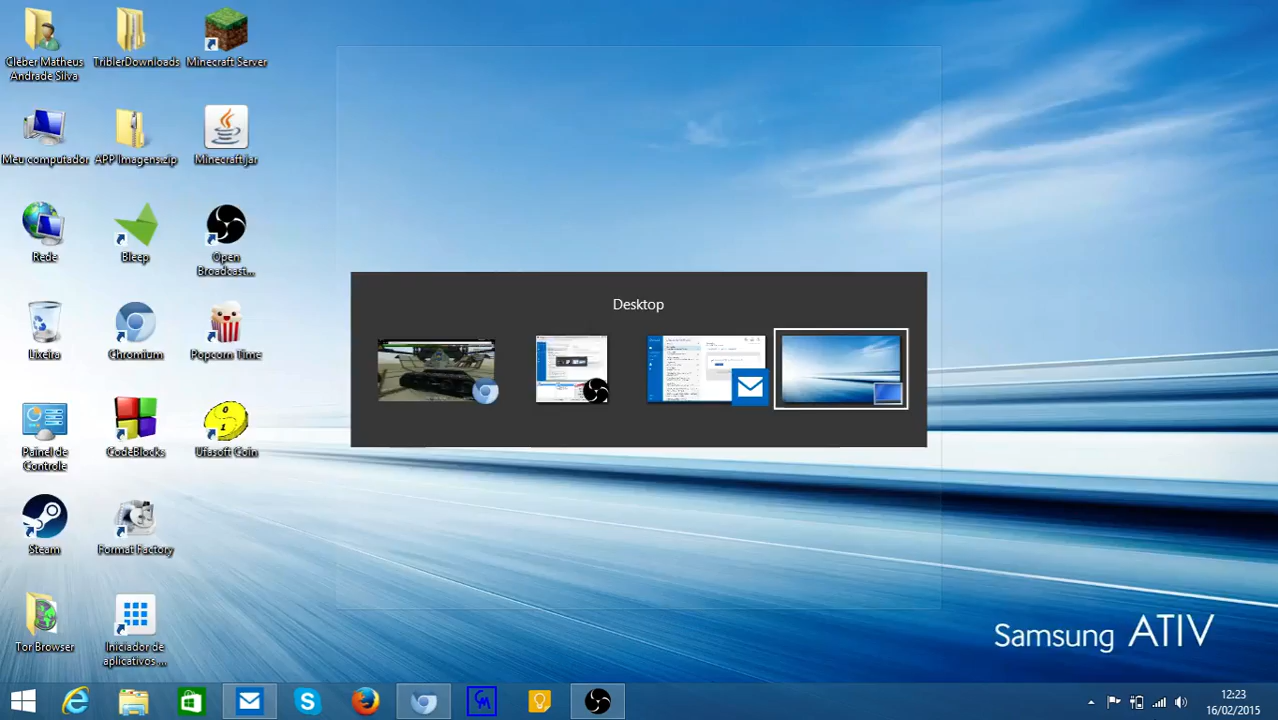 Cléber Matheus
Andrade Silva
TriblerDownloads
Minecraft Server
Meu computador
APP Imagens.zip
Minecraft.jar
Rede
Bleep
Open
Broadcast...
Lixeira
Chromium
Popcorn Time
Painel de
Controle
CodeBlocks
Ufasoft Coin
Steam
Format Factory
Tor Browser
Iniciador de
aplicativos ...
Desktop
Samsung ATIV
12:23
16/02/2015